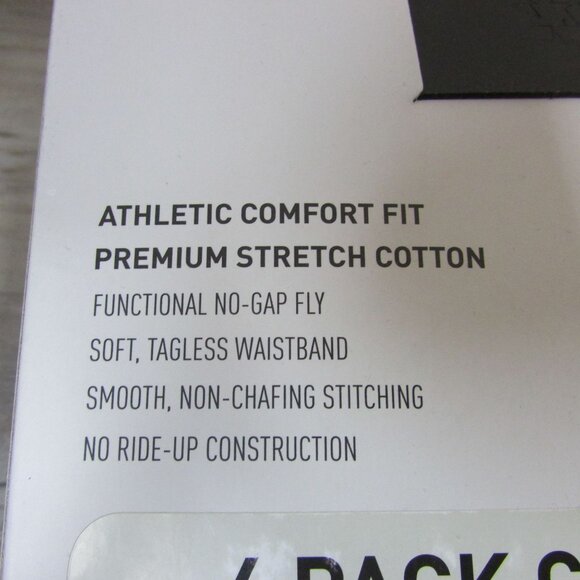 ATHLETIC COMFORT FIT
PREMIUM STRETCH COTTON
FUNCTIONAL NO-GAP FLY
SOFT, TAGLESS WAISTBAND
SMOOTH, NON-CHAFING STITCHING
NO RIDE-UP CONSTRUCTION
PACK